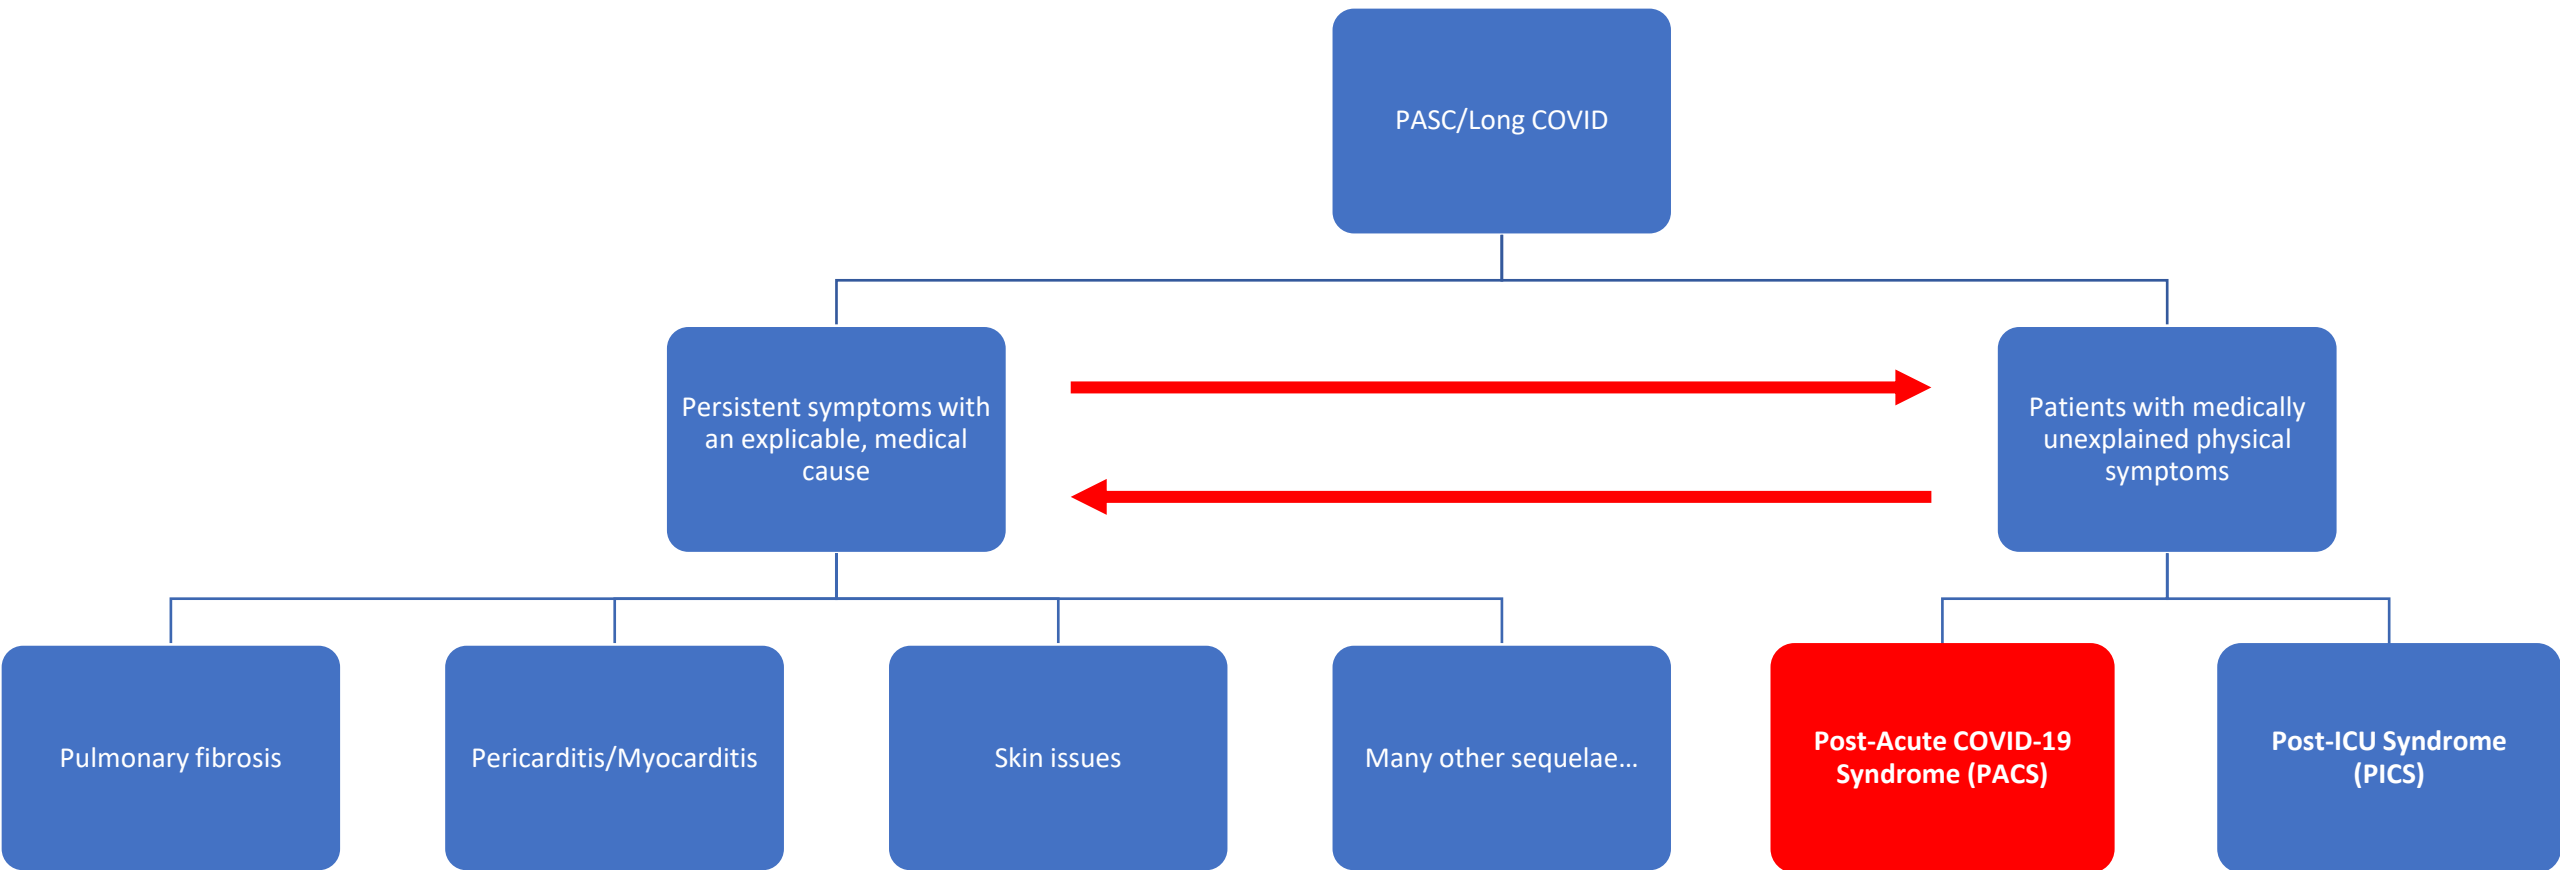 PASC/Long COVID
Persistent symptoms with
an explicable, medical
cause
Patients with medically
unexplained physical
symptoms
Pulmonary fibrosis
Pericarditis/Myocarditis
Skin issues
Many other sequelae...
Post-Acute COVID-19
Syndrome (PACS)
Post-ICU Syndrome
(PICS)